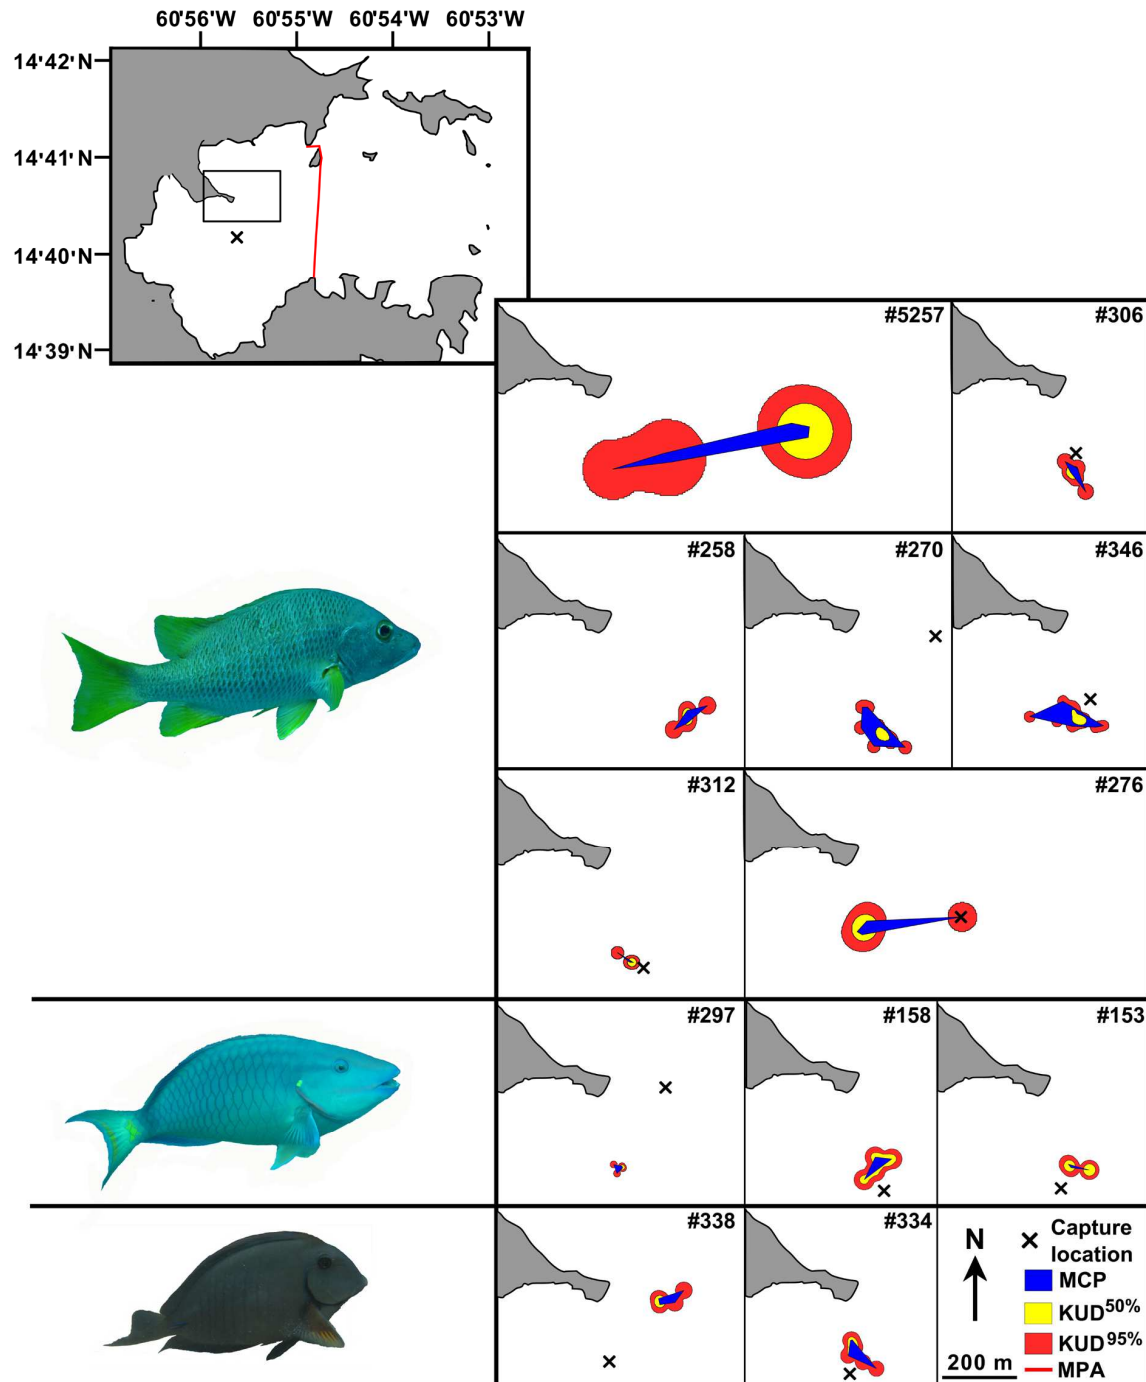 60'56'W 60'55'W 60'54'W 60'53'W
14'42'N
14'41'N
14'40'N
14'39'N
#5257 #306
#258 #270 #346
#312 #276
#297 #158 #153
#338 #334
N
Capture
location
MCP
KUD50%
KUD95%
200 m
MPA